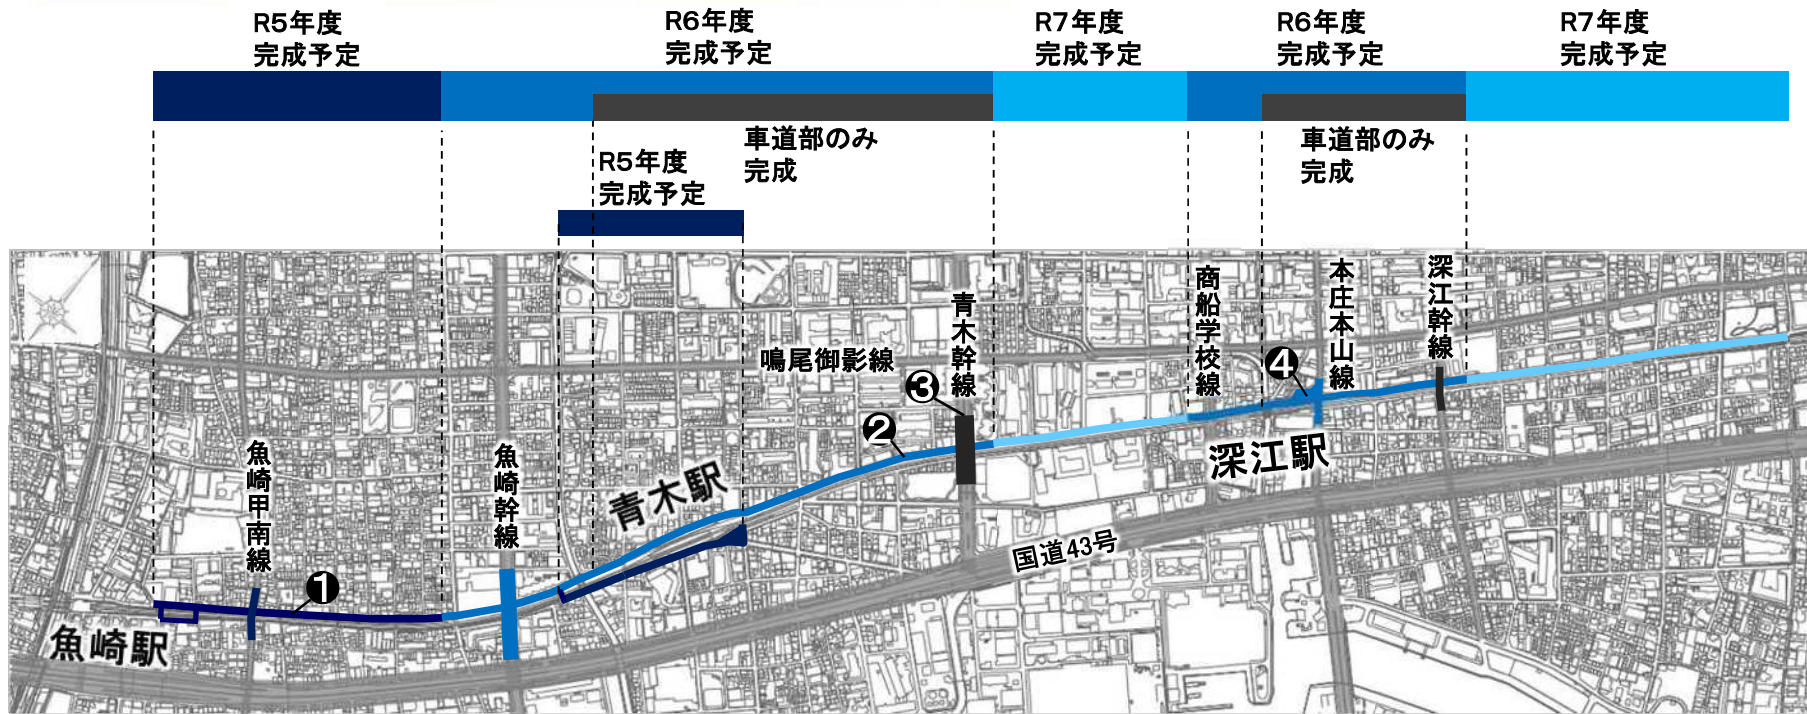 R5年度
完成予定
R6年度
完成予定
R7年度
完成予定
R6年度
完成予定
R7年度
完成予定
車道部のみ
完成
車道部のみ
完成
R5年度
完成予定
商船学校線
本庄本山線
深江幹線
青木幹線
鳴尾御影線
❸
❹
❷
深江駅
魚崎甲南線
魚崎幹線
青木駅
国道43号
❶
魚崎駅